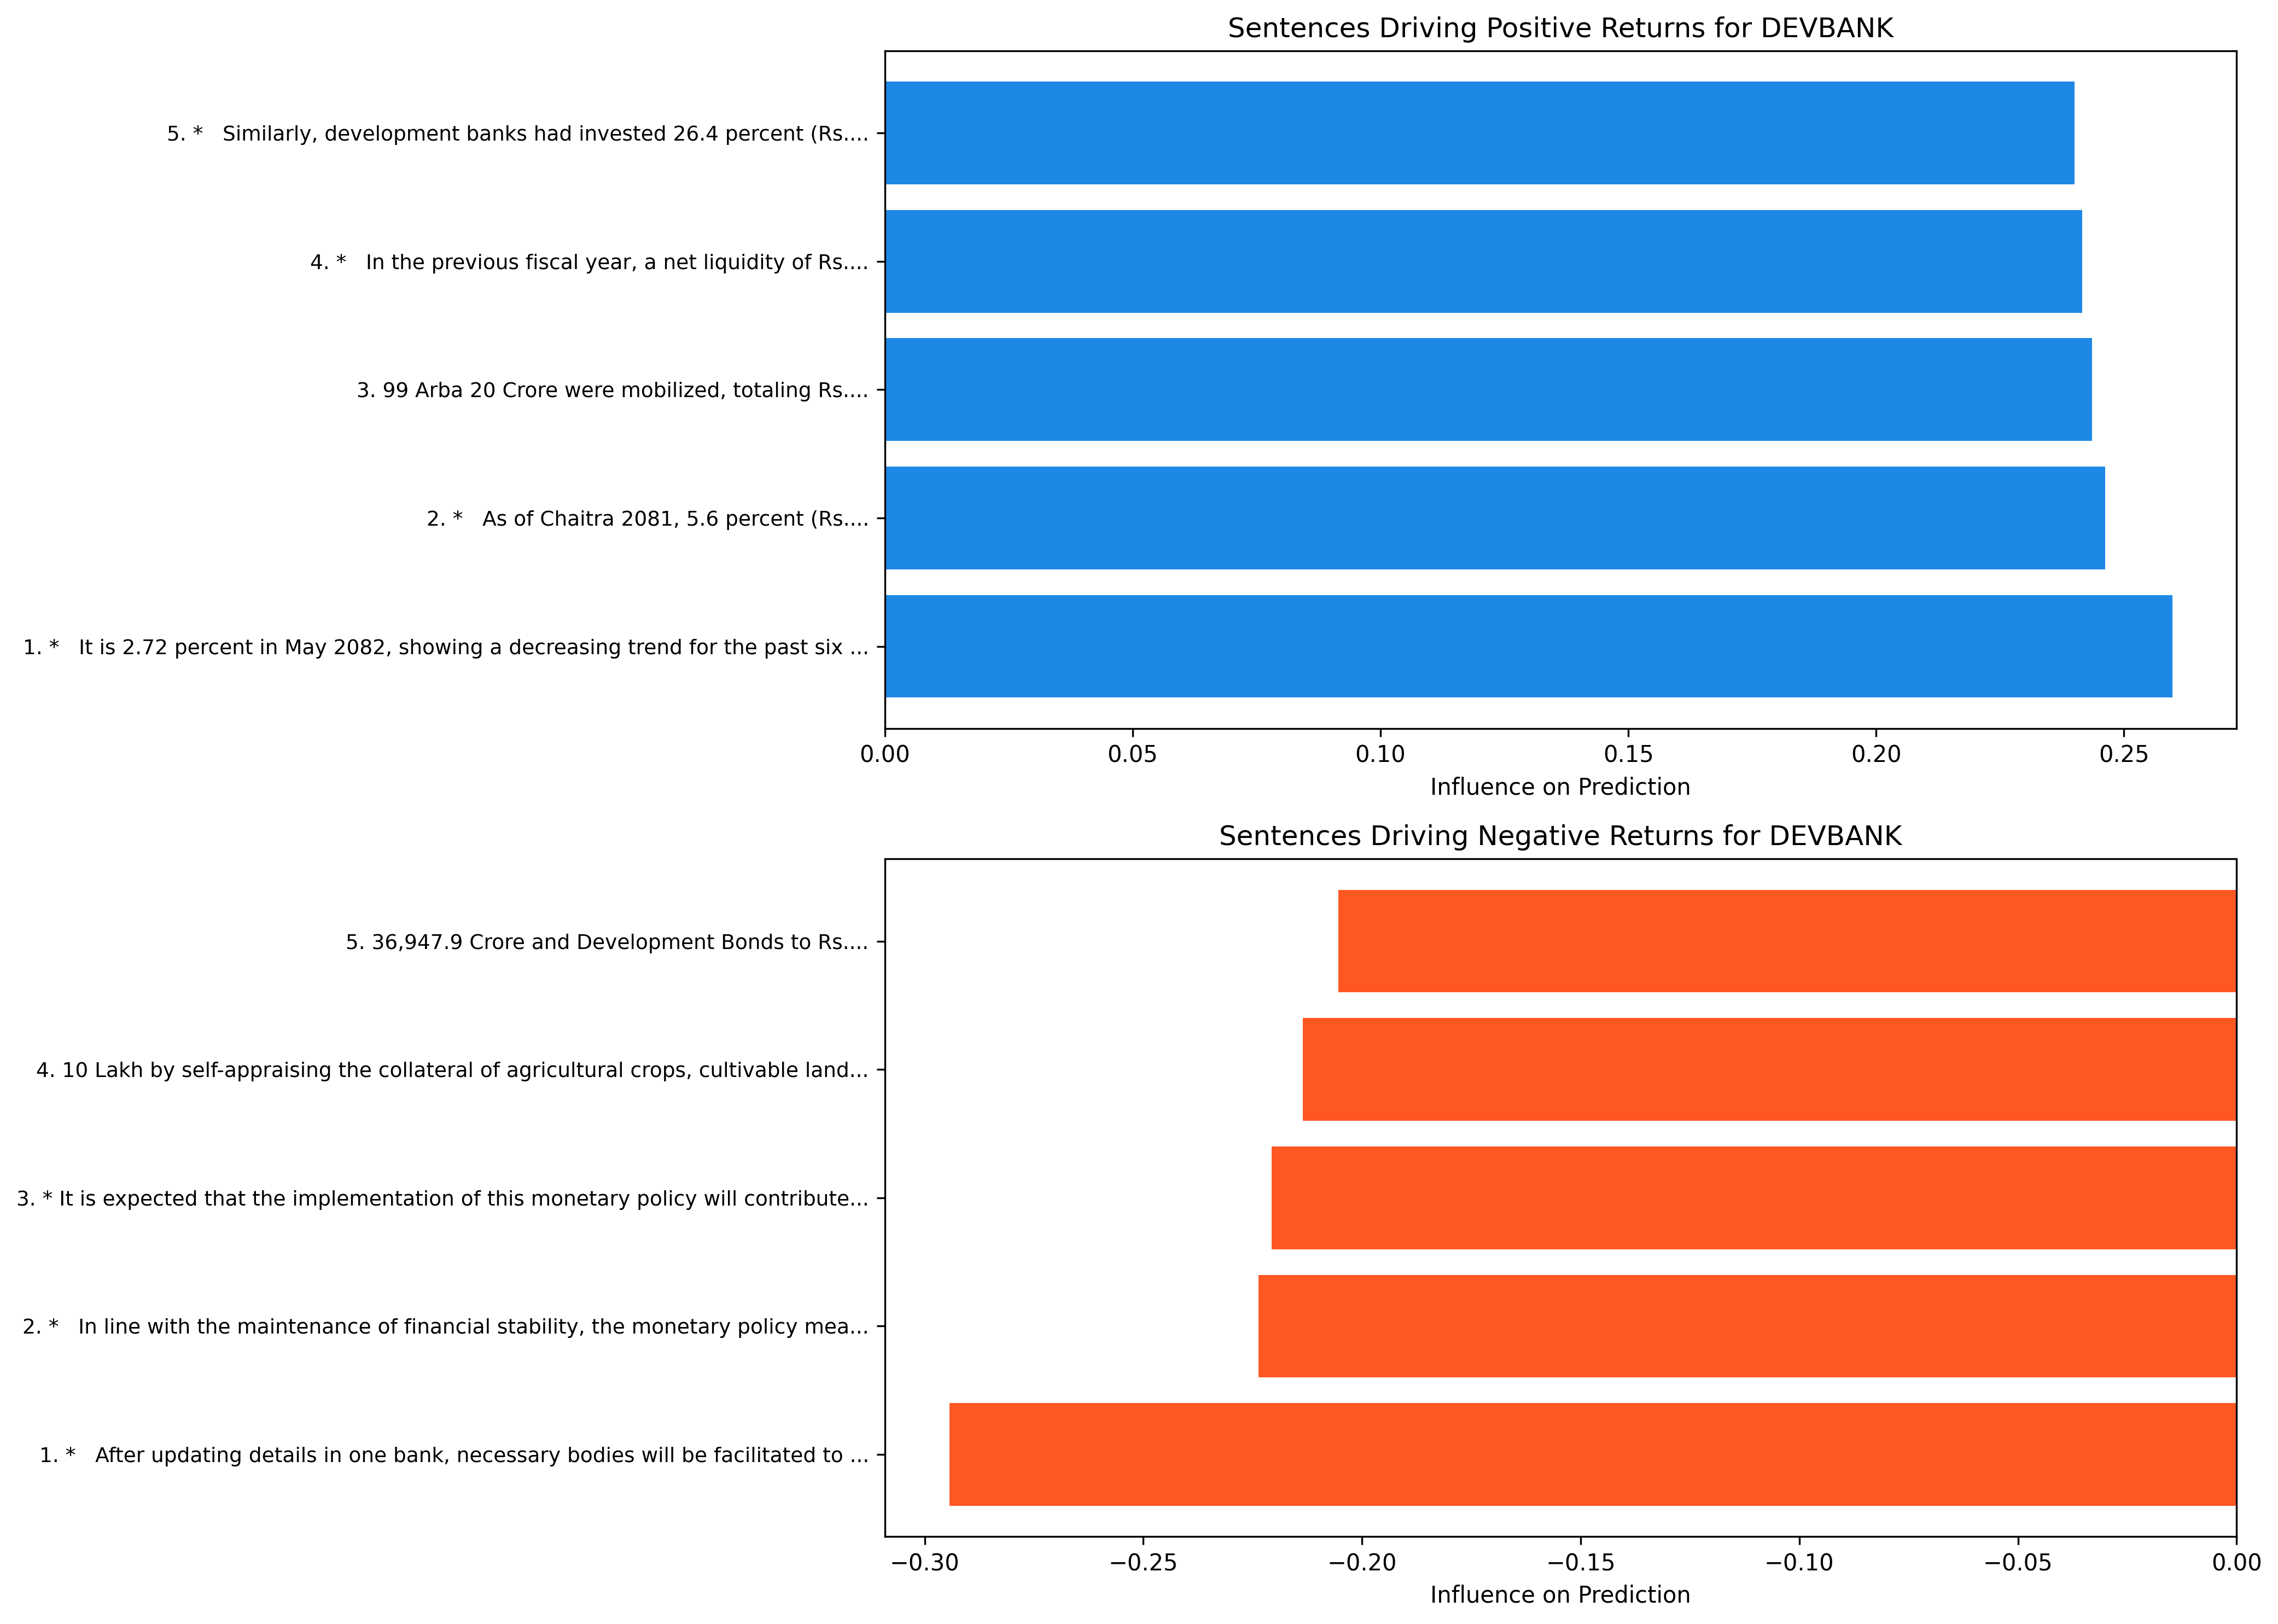 Sentences Driving Positive Returns for DEVBANK
5. *   Similarly, development banks had invested 26.4 percent (Rs....
4. *   In the previous fiscal year, a net liquidity of Rs....
3. 99 Arba 20 Crore were mobilized, totaling Rs....
2. *   As of Chaitra 2081, 5.6 percent (Rs....
1. *   It is 2.72 percent in May 2082, showing a decreasing trend for the past six ...
0.00 0.05 0.10 0.15 0.20 0.25
Influence on Prediction
Sentences Driving Negative Returns for DEVBANK
5. 36,947.9 Crore and Development Bonds to Rs....
4. 10 Lakh by self-appraising the collateral of agricultural crops, cultivable land...
3. * It is expected that the implementation of this monetary policy will contribute...
2. *   In line with the maintenance of financial stability, the monetary policy mea...
1. *   After updating details in one bank, necessary bodies will be facilitated to ...
−0.30 −0.25 −0.20 −0.15 −0.10 −0.05 0.00
Influence on Prediction